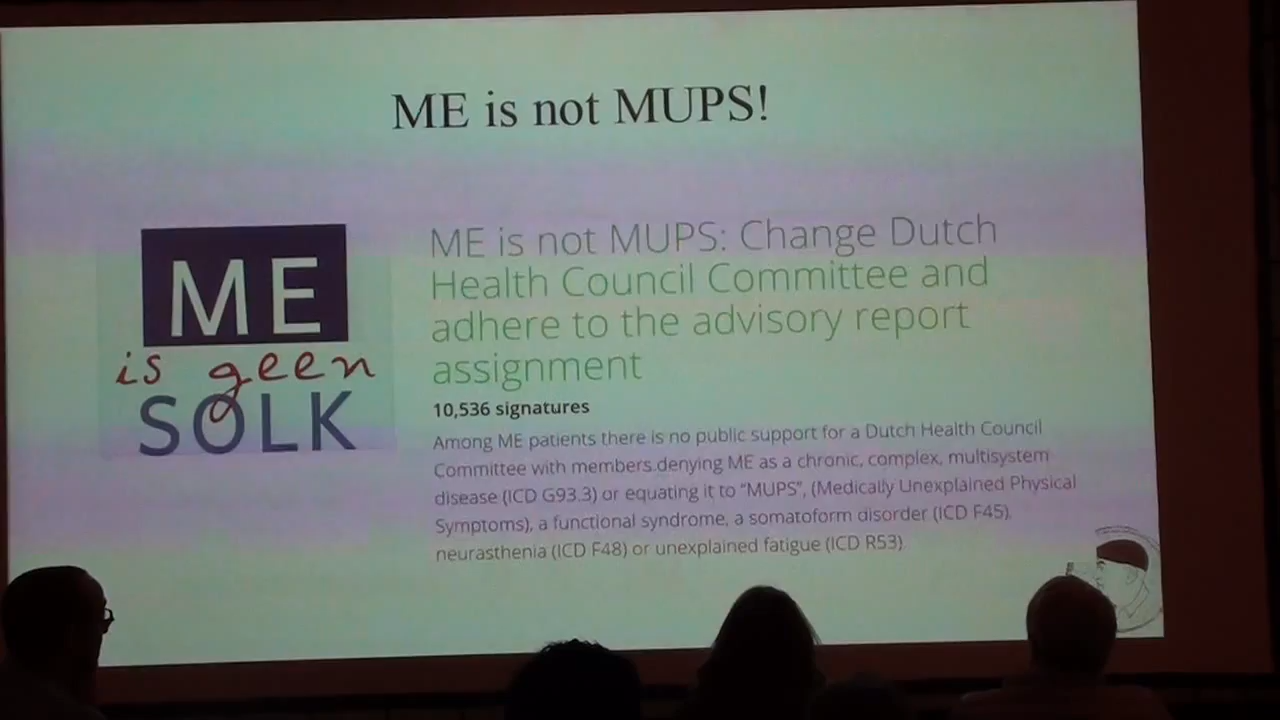 ME is not MUPS!
ME
is geen
SOLK
ME is not MUPS: Change Dutch
Health Council Committee and
adhere to the advisory report
assignment
10,536 signatures
Among ME patients there is no public support for a Dutch Health Council
Committee with members denying ME as a chronic, complex, multisystem
disease (ICD G93.3) or equating it to “MUPS”, (Medically Unexplained Physical
Symptoms), a functional syndrome, a somatoform disorder (ICD F45),
neurasthenia (ICD F48) or unexplained fatigue (ICD R53).